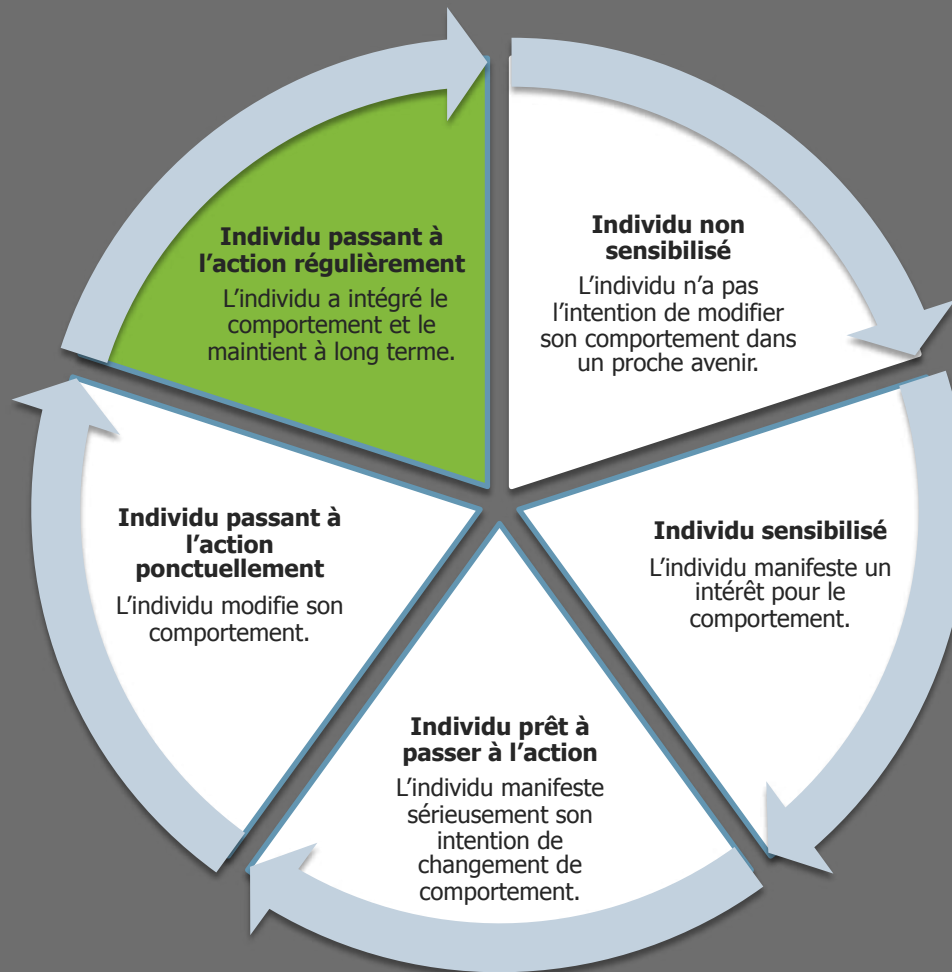 Individu non
sensibilisé
L’individu n’a pas
l’intention de modifier
son comportement dans
un proche avenir.
Individu sensibilisé
L’individu manifeste un
intérêt pour le
comportement.
Individu prêt à
passer à l’action
L’individu manifeste
sérieusement son
intention de
changement de
comportement.
Individu passant à
l’action
ponctuellement
L’individu modifie son
comportement.
Individu passant à
l’action régulièrement
L’individu a intégré le
comportement et le
maintient à long terme.